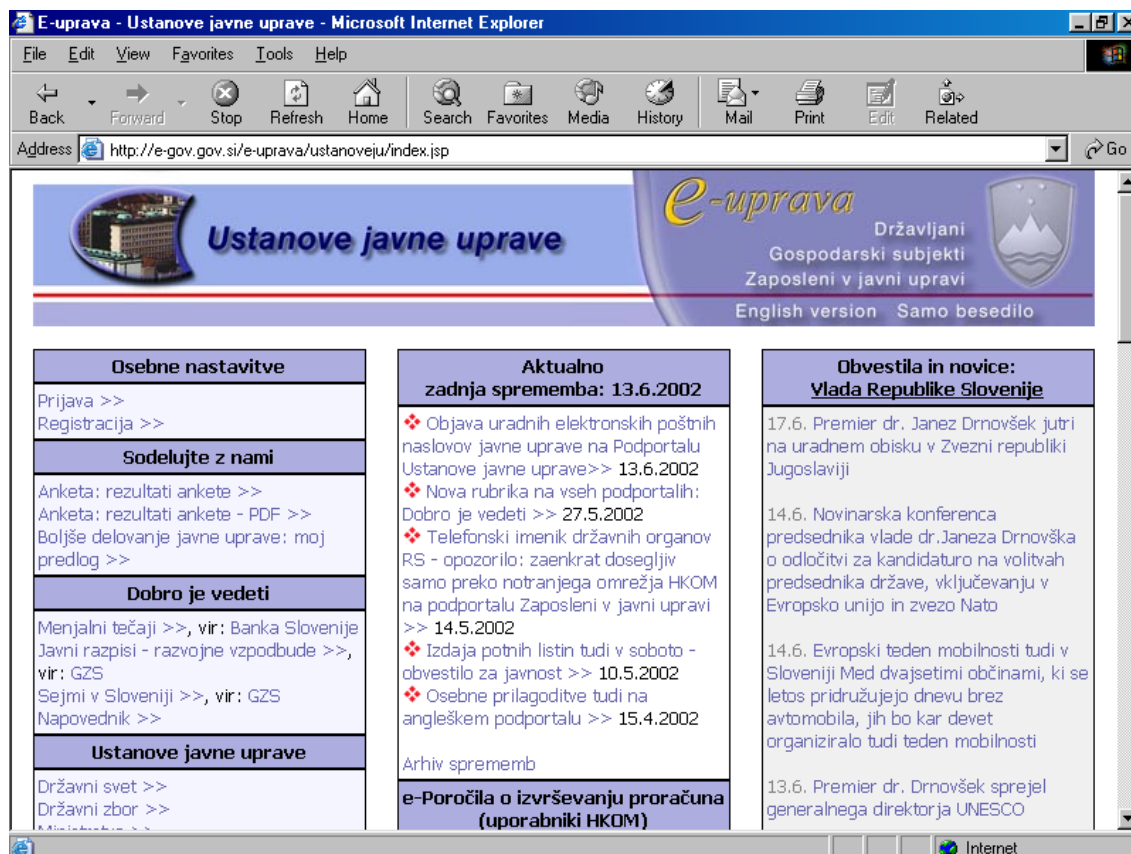 E-uprava - Ustanove javne uprave - Microsoft Internet Explorer
File Edit View Favorites Tools Help
Back Forward Stop Refresh Home Search Favorites Media History Mail Print Edit Related
Address http://e-gov.gov.si/e-uprava/ustanoveju/index.jsp Go
Ustanove javne uprave
e-uprava
Državljani
Gospodarski subjekti
Zaposleni v javni upravi
English version Samo besedilo
Osebne nastavitve
Prijava >>
Registracija >>
Sodelujte z nami
Anketa: rezultati ankete >>
Anketa: rezultati ankete - PDF >>
Boljše delovanje javne uprave: moj
predlog >>
Dobro je vedeti
Menjalni tečaji >>, vir: Banka Slovenije
Javni razpisi - razvojne vzpodbude >>,
vir: GZS
Sejmi v Sloveniji >>, vir: GZS
Napovednik >>
Ustanove javne uprave
Državni svet >>
Državni zbor >>
Ministrstva >>
Aktualno
zadnja sprememba: 13.6.2002
Objava uradnih elektronskih poštnih
naslovov javne uprave na Podportalu
Ustanove javne uprave>> 13.6.2002
Nova rubrika na vseh podportalih:
Dobro je vedeti >> 27.5.2002
Telefonski imenik državnih organov
RS - opozorilo: zaenkrat dosegljiv
samo preko notranjega omrežja HKOM
na podportalu Zaposleni v javni upravi
>> 14.5.2002
Izdaja potnih listin tudi v soboto -
obvestilo za javnost >> 10.5.2002
Osebne prilagoditve tudi na
angleškem podportalu >> 15.4.2002
Arhiv sprememb
e-Poročila o izvrševanju proračuna
(uporabniki HKOM)
Obvestila in novice:
Vlada Republike Slovenije
17.6. Premier dr. Janez Drnovšek jutri
na uradnem obisku v Zvezni republiki
Jugoslaviji
14.6. Novinarska konferenca
predsednika vlade dr.Janeza Drnovška
o odločitvi za kandidaturo na volitvah
predsednika države, vključevanju v
Evropsko unijo in zvezo Nato
14.6. Evropski teden mobilnosti tudi v
Sloveniji Med dvajsetimi občinami, ki se
letos pridružujejo dnevu brez
avtomobila, jih bo kar devet
organiziralo tudi teden mobilnosti
13.6. Premier dr. Drnovšek sprejel
generalnega direktorja UNESCO
Internet